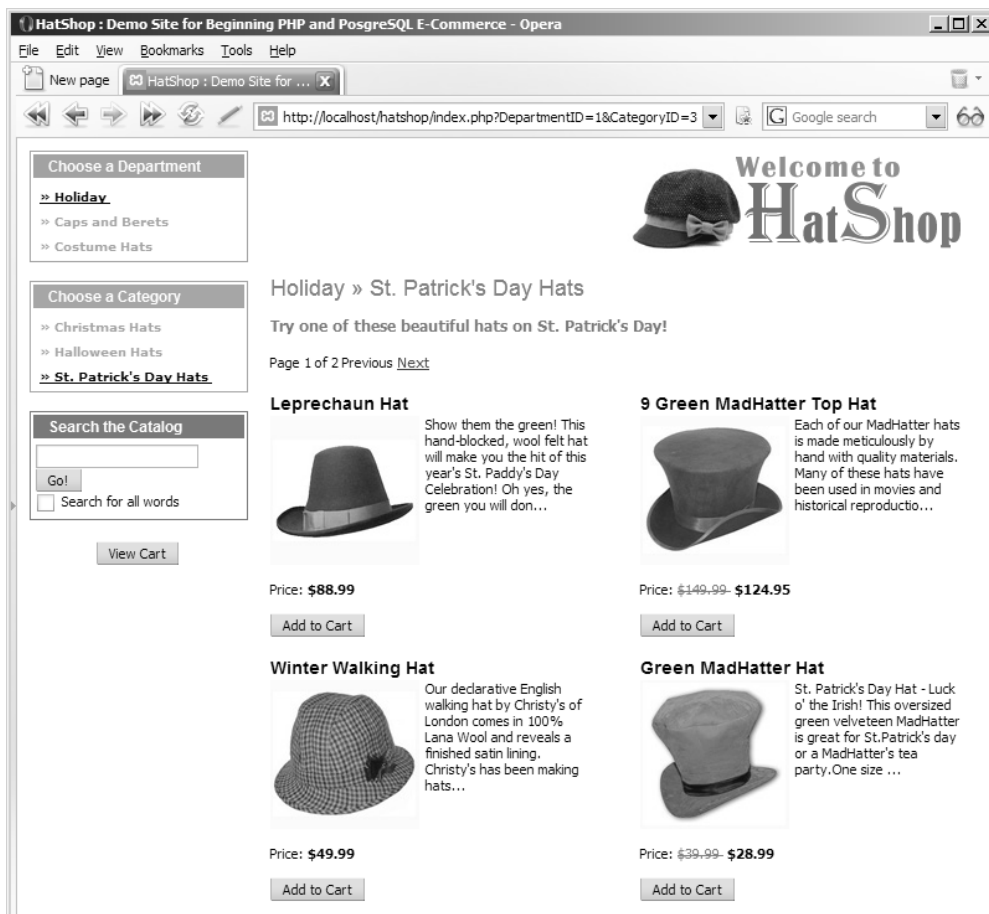 HatShop : Demo Site for Beginning PHP and PosgreSQL E-Commerce - Opera
File Edit View Bookmarks Tools Help
New page
HatShop : Demo Site for ...
http://localhost/hatshop/index.php?DepartmentID=1&CategoryID=3
G Google search
Choose a Department
» Holiday
» Caps and Berets
» Costume Hats
Choose a Category
» Christmas Hats
» Halloween Hats
» St. Patrick's Day Hats
Search the Catalog
Go!
Search for all words
View Cart
Welcome to
HatShop
Holiday » St. Patrick's Day Hats
Try one of these beautiful hats on St. Patrick's Day!
Page 1 of 2 Previous Next
Leprechaun Hat
Show them the green! This
hand-blocked, wool felt hat
will make you the hit of this
year's St. Paddy's Day
Celebration! Oh yes, the
green you will don...
Price: $88.99
Add to Cart
9 Green MadHatter Top Hat
Each of our MadHatter hats
is made meticulously by
hand with quality materials.
Many of these hats have
been used in movies and
historical reproductio...
Price: $149.99 $124.95
Add to Cart
Winter Walking Hat
Our declarative English
walking hat by Christy's of
London comes in 100%
Lana Wool and reveals a
finished satin lining.
Christy's has been making
hats...
Price: $49.99
Add to Cart
Green MadHatter Hat
St. Patrick's Day Hat - Luck
o' the Irish! This oversized
green velveteen MadHatter
is great for St.Patrick's day
or a MadHatter's tea
party.One size ...
Price: $39.99 $28.99
Add to Cart